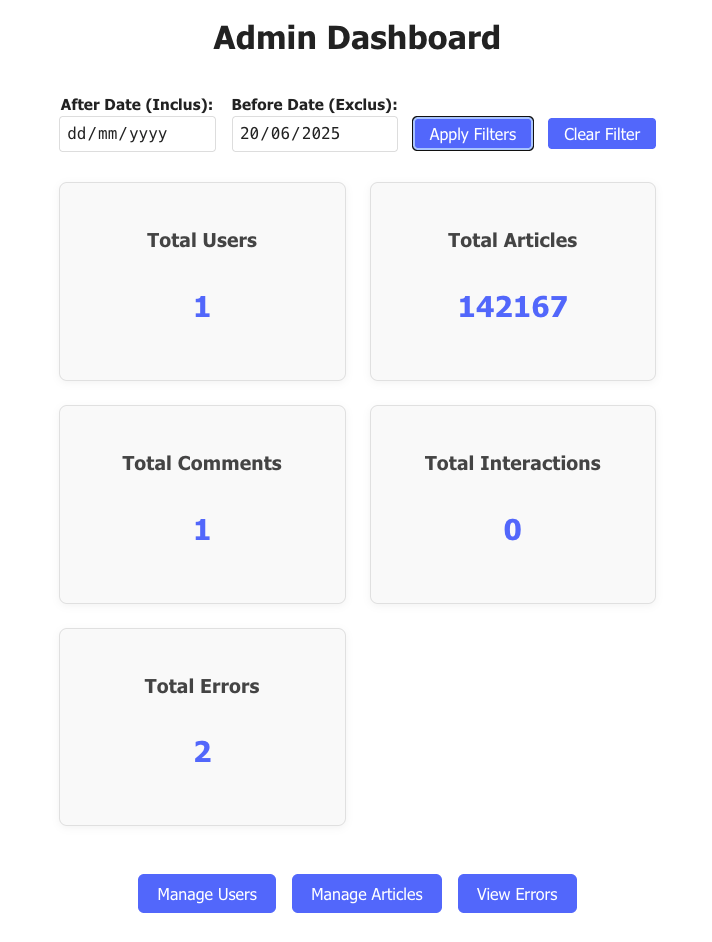 Admin Dashboard
After Date (Inclus): Before Date (Exclus):
dd/mm/yyyy 20/06/2025 Apply Filters Clear Filter
Total Users Total Articles
1 142167
Total Comments Total Interactions
1 0
Total Errors
2
Manage Users Manage Articles View Errors